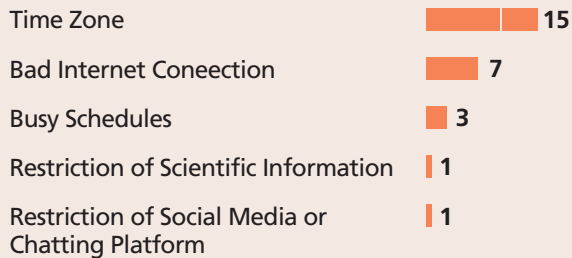 Time Zone 15
Bad Internet Coneection 7
Busy Schedules 3
Restriction of Scientific Information 1
Restriction of Social Media or 1
Chatting Platform